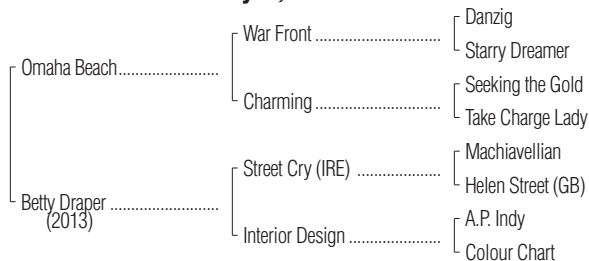 Omaha Beach
War Front
Danzig
Starry Dreamer
Charming
Seeking the Gold
Take Charge Lady
Betty Draper
(2013)
Street Cry (IRE)
Machiavellian
Helen Street (GB)
Interior Design
A.P. Indy
Colour Chart